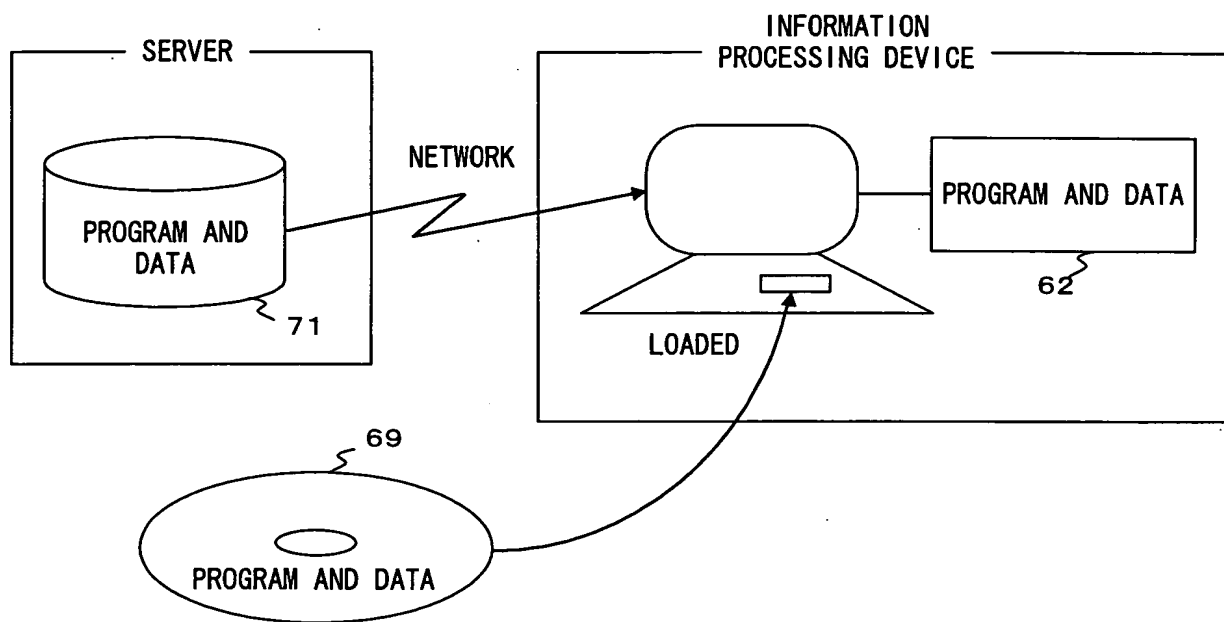 SERVER
INFORMATION
PROCESSING DEVICE
NETWORK
PROGRAM AND
DATA
71
PROGRAM AND DATA
62
LOADED
69
PROGRAM AND DATA